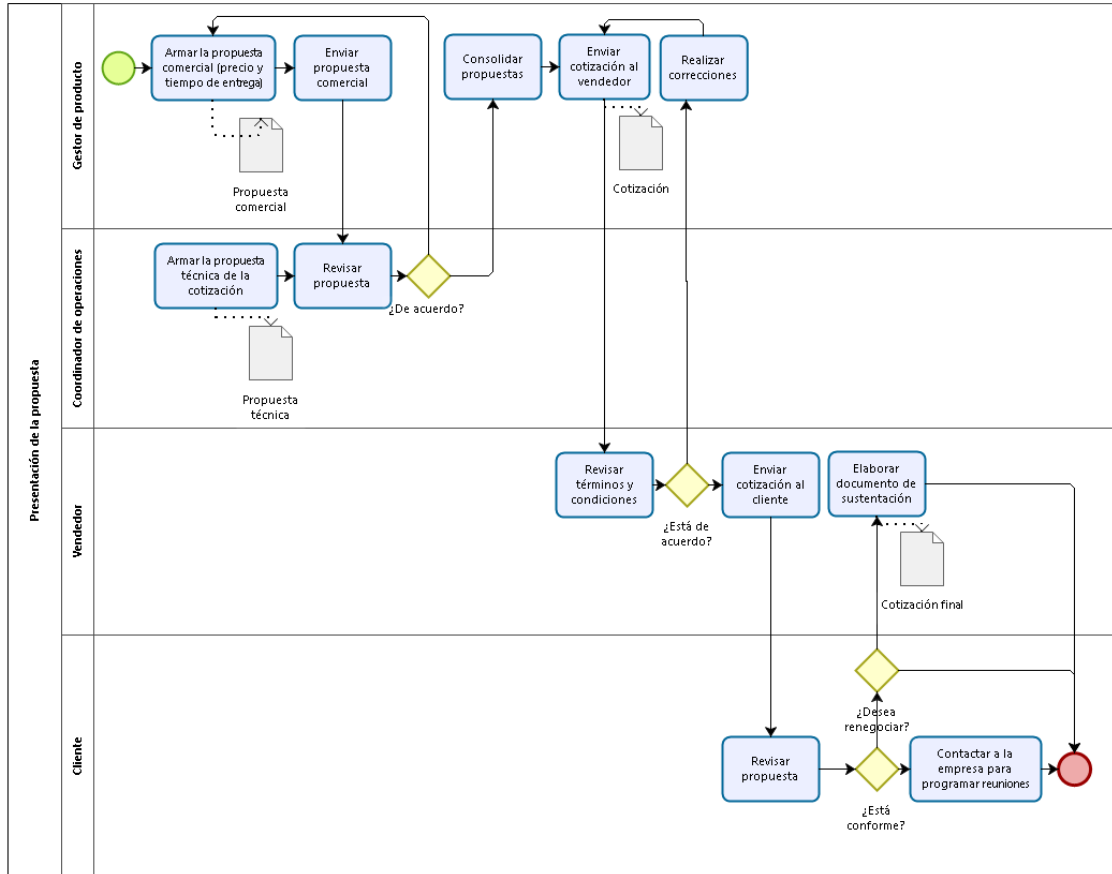 Presentación de la propuesta
Gestor de producto
Armar la propuesta
comercial (precio y
tiempo de entrega)
Enviar
propuesta
comercial
Consolidar
propuestas
Enviar
cotización al
vendedor
Realizar
correcciones
Propuesta
comercial
Cotización
Coordinador de operaciones
Armar la propuesta
técnica de la
cotización
Revisar
propuesta
¿De acuerdo?
Propuesta
técnica
Vendedor
Revisar
términos y
condiciones
¿Está de
acuerdo?
Enviar
cotización al
cliente
Elaborar
documento de
sustentación
Cotización final
Cliente
¿Desea
renegociar?
Revisar
propuesta
¿Está
conforme?
Contactar a la
empresa para
programar reuniones